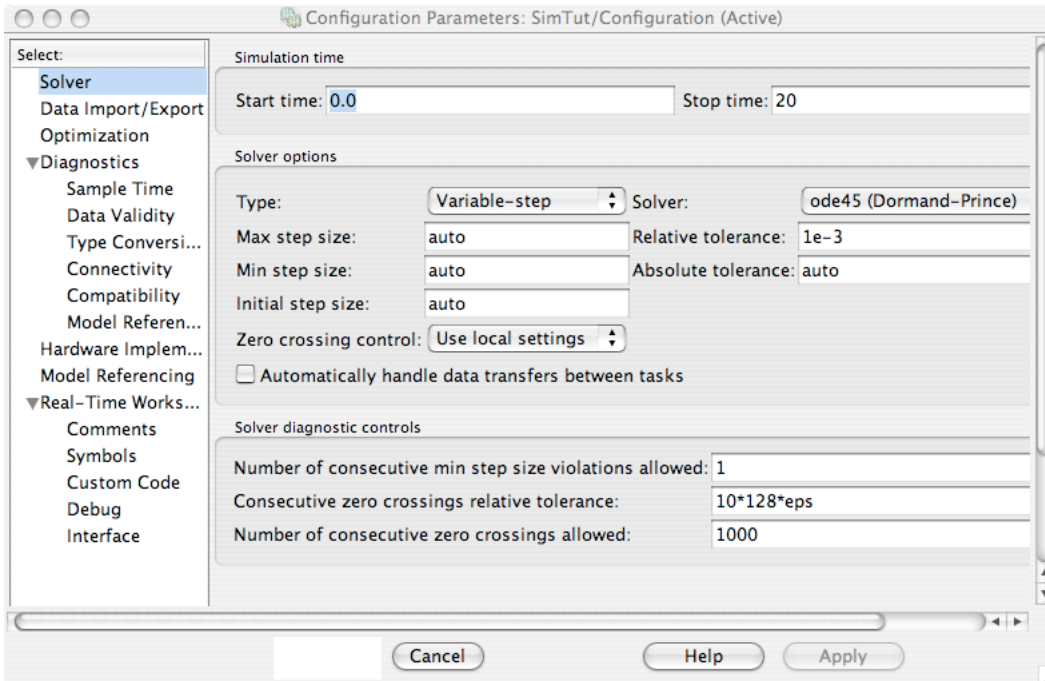 Configuration Parameters: SimTut/Configuration (Active)
Select:
Solver
Data Import/Export
Optimization
Diagnostics
Sample Time
Data Validity
Type Conversi...
Connectivity
Compatibility
Model Referen...
Hardware Implem...
Model Referencing
Real-Time Works...
Comments
Symbols
Custom Code
Debug
Interface
Simulation time
Start time: 0.0 Stop time: 20
Solver options
Type: Variable-step Solver: ode45 (Dormand-Prince)
Max step size: auto Relative tolerance: 1e-3
Min step size: auto Absolute tolerance: auto
Initial step size: auto
Zero crossing control: Use local settings
Automatically handle data transfers between tasks
Solver diagnostic controls
Number of consecutive min step size violations allowed: 1
Consecutive zero crossings relative tolerance: 10*128*eps
Number of consecutive zero crossings allowed: 1000
Cancel Help Apply